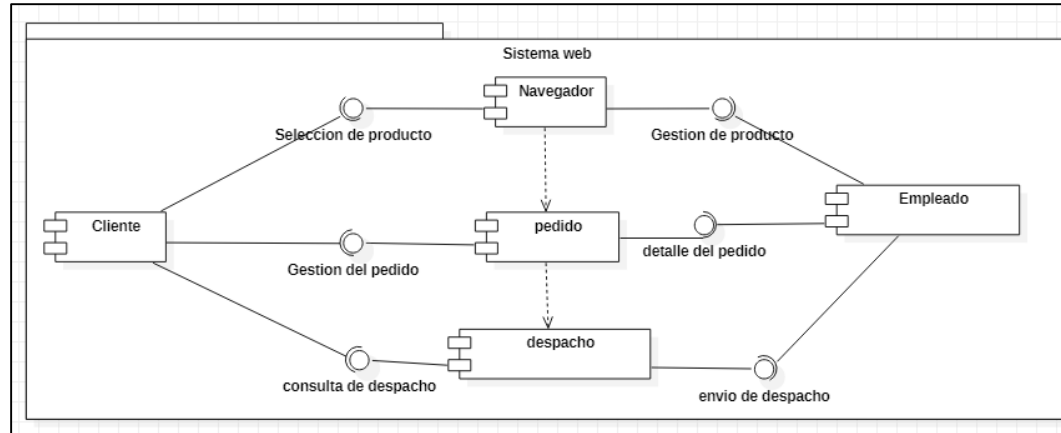 Sistema web
Navegador
Seleccion de producto
Gestion de producto
Cliente
pedido
Empleado
Gestion del pedido
detalle del pedido
despacho
consulta de despacho
envio de despacho